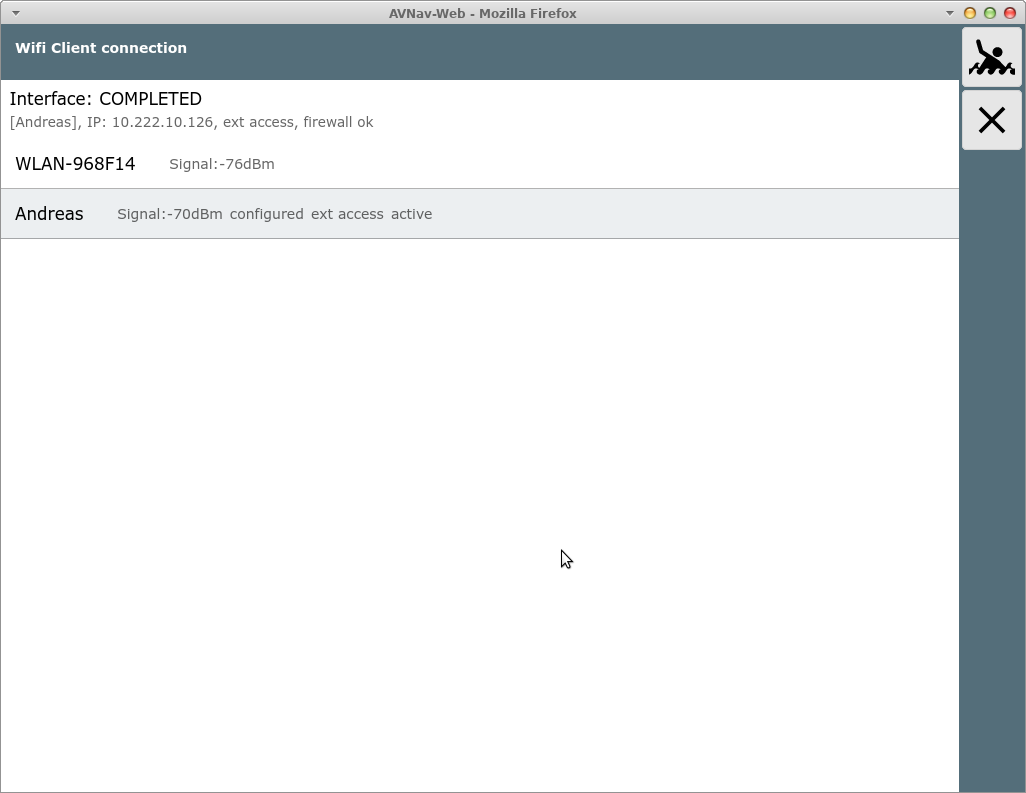 AVNav-Web - Mozilla Firefox
Wifi Client connection
Interface: COMPLETED
[Andreas], IP: 10.222.10.126, ext access, firewall ok
WLAN-968F14 Signal:-76dBm
Andreas Signal:-70dBm configured ext access active